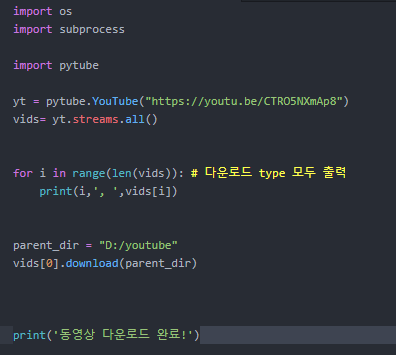 import os
import subprocess
import pytube
yt = pytube.YouTube("https://youtu.be/CTRO5NXmAp8")
vids= yt.streams.all()
for i in range(len(vids)): # 다운로드 type 모두 출력
    print(i,', ',vids[i])
parent_dir = "D:/youtube"
vids[0].download(parent_dir)
print('동영상 다운로드 완료!')